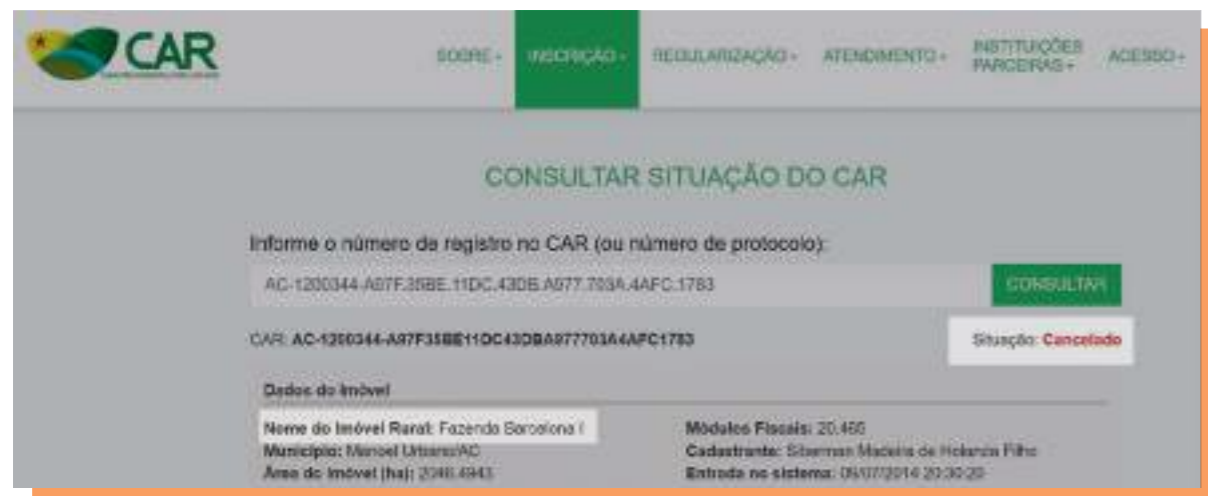 CAR
SOBRE
INSCRIÇÃO
REGULARIZAÇÃO
ATENDIMENTO
INSTITUIÇÕES
PARCEIRAS
ACESSO
CONSULTAR SITUAÇÃO DO CAR
Informe o número de registro no CAR (ou número de protocolo):
AC-1200344-A97F.35BE.11DC.43DB.A977.703A.4AFC.1783 CONSULTAR
CAR: AC-1200344-A97F35BE11DC43DBA977703A4AFC1783 Situação: Cancelado
Dados do Imóvel
Nome do Imóvel Rural: Fazenda Barcelona I Módulos Fiscais: 20.465
Município: Manoel Urbano/AC Cadastrante: Madeira de Holanda Filho
Área do Imóvel (ha): 2046.4943 Entrada no sistema: 09/07/2014 20:30:20